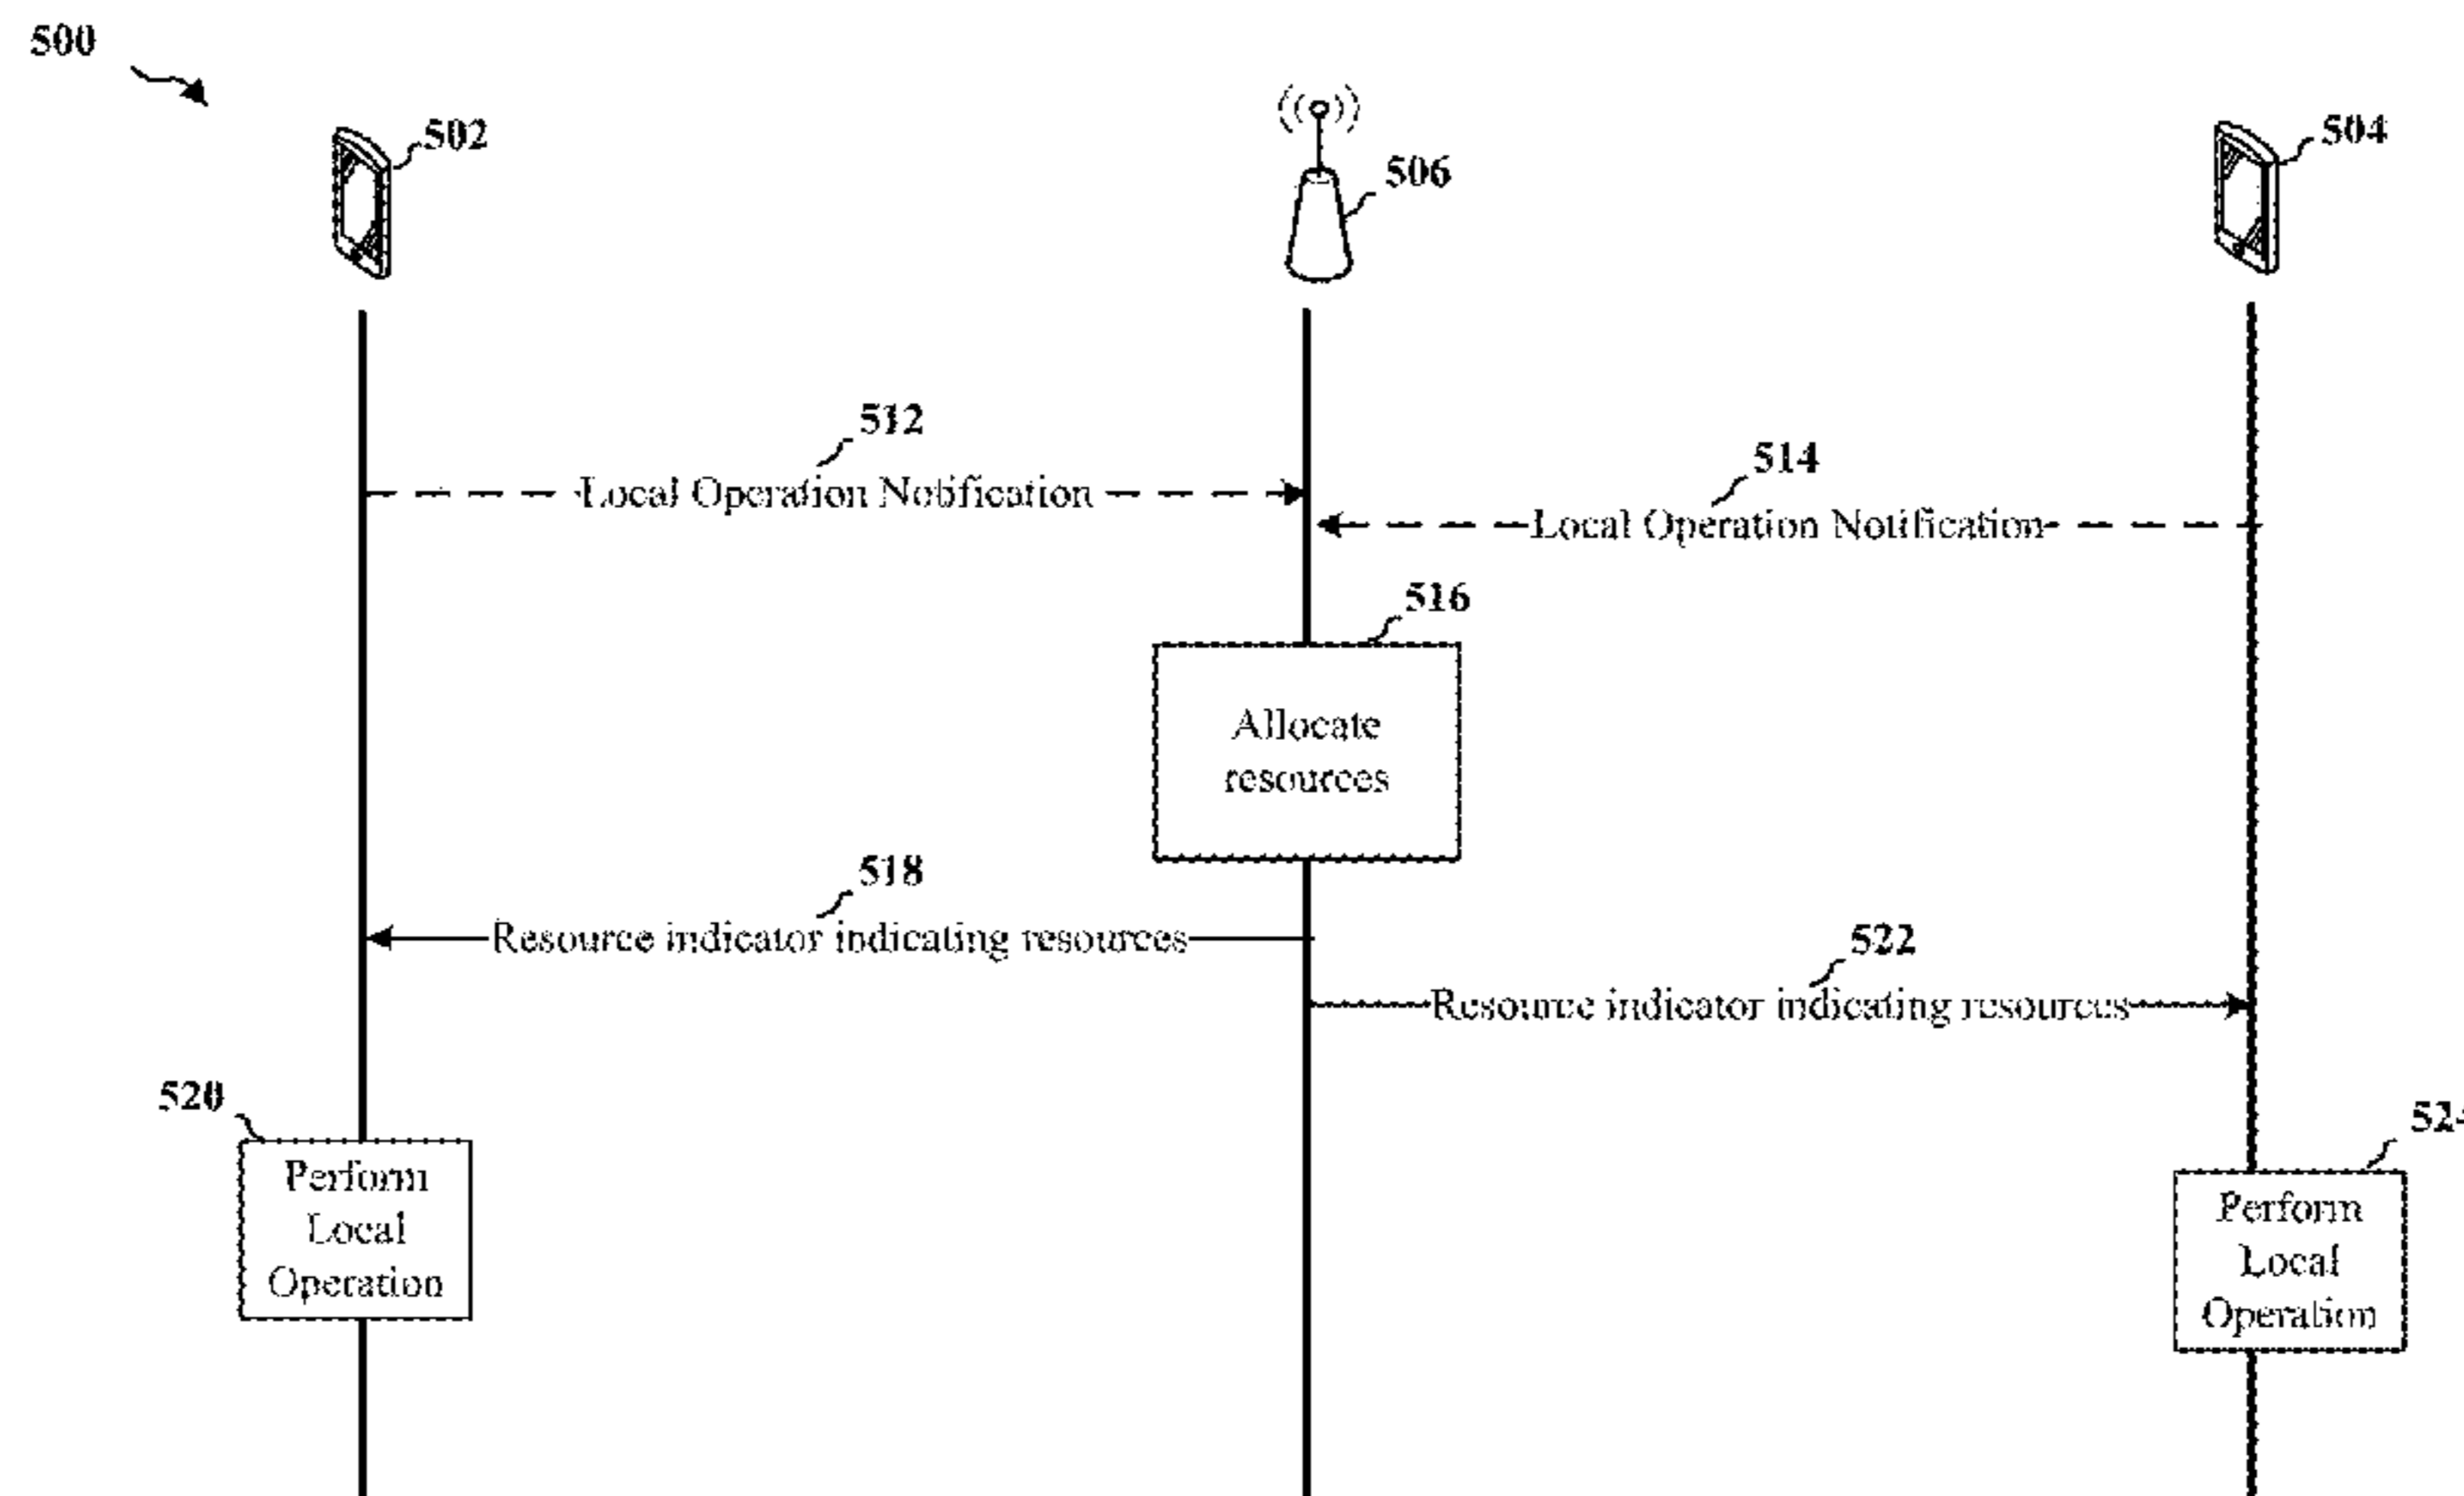 500
502
506
504
512
Local Operation Notification
514
Local Operation Notification
516
Allocate
resources
518
Resource indicator indicating resources
522
Resource indicator indicating resources
520
Perform
Local
Operation
524
Perform
Local
Operation